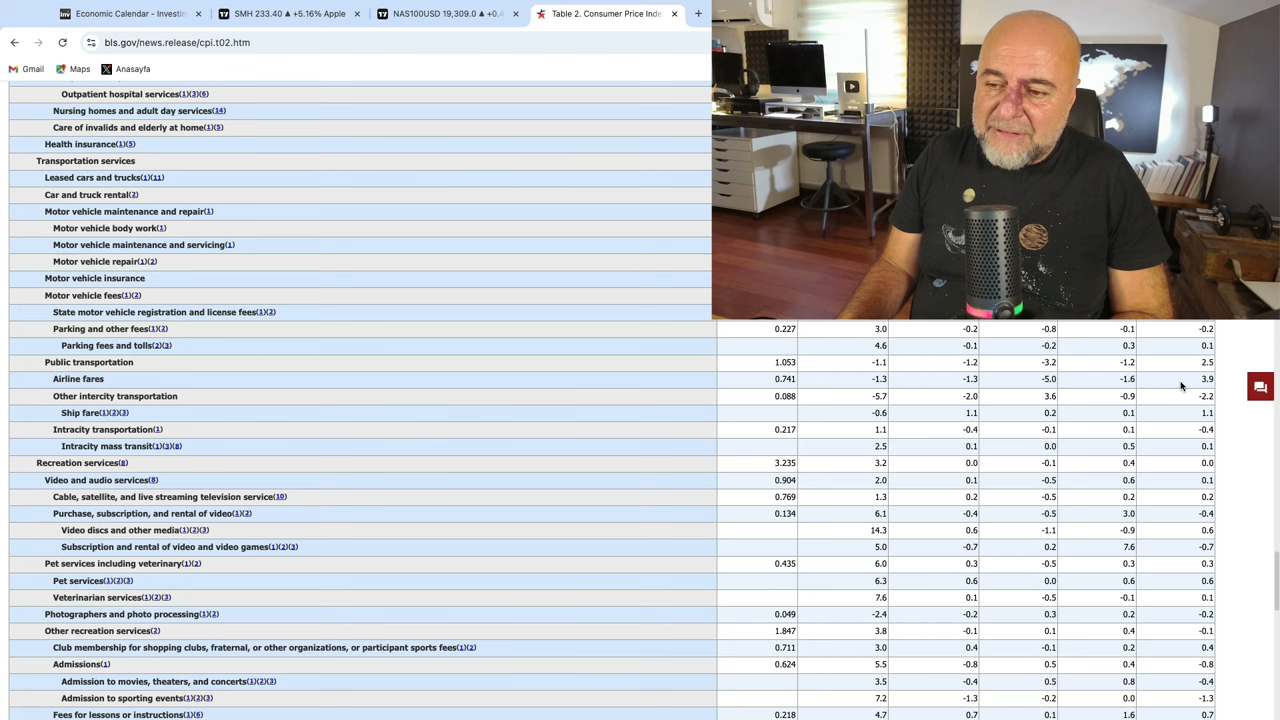 Economic Calendar - Investin
SMH 233.40 ▲ +5.16% Apple
NAS100USD 19,309.0 ▲ +0.4
Table 2. Consumer Price Inde
bls.gov/news.release/cpi.t02.htm
Gmail Maps Anasayfa
Outpatient hospital services(1)(3)(6)
Nursing homes and adult day services(14)
Care of invalids and elderly at home(1)(5)
Health insurance(1)(5)
Transportation services
Leased cars and trucks(1)(11)
Car and truck rental(2)
Motor vehicle maintenance and repair(1)
Motor vehicle body work(1)
Motor vehicle maintenance and servicing(1)
Motor vehicle repair(1)(2)
Motor vehicle insurance
Motor vehicle fees(1)(2)
State motor vehicle registration and license fees(1)(2)
Parking and other fees(1)(2) 0.227 3.0 -0.2 -0.8 -0.1 -0.2
Parking fees and tolls(2)(3) 4.6 -0.1 -0.2 0.3 0.1
Public transportation 1.053 -1.1 -1.2 -3.2 -1.2 2.5
Airline fares 0.741 -1.3 -1.3 -5.0 -1.6 3.9
Other intercity transportation 0.088 -5.7 -2.0 3.6 -0.9 -2.2
Ship fare(1)(2)(3) -0.6 1.1 0.2 0.1 1.1
Intracity transportation(1) 0.217 1.1 -0.4 -0.1 0.1 -0.4
Intracity mass transit(1)(3)(8) 2.5 0.1 0.0 0.5 0.1
Recreation services(8) 3.235 3.2 0.0 -0.1 0.4 0.0
Video and audio services(8) 0.904 2.0 0.1 -0.5 0.6 0.1
Cable, satellite, and live streaming television service(10) 0.769 1.3 0.2 -0.5 0.2 0.2
Purchase, subscription, and rental of video(1)(2) 0.134 6.1 -0.4 -0.5 3.0 -0.4
Video discs and other media(1)(2)(3) 14.3 0.6 -1.1 -0.9 0.6
Subscription and rental of video and video games(1)(2)(3) 5.0 -0.7 0.2 7.6 -0.7
Pet services including veterinary(1)(2) 0.435 6.0 0.3 -0.5 0.3 0.3
Pet services(1)(2)(3) 6.3 0.6 0.0 0.6 0.6
Veterinarian services(1)(2)(3) 7.6 0.1 -0.5 -0.1 0.1
Photographers and photo processing(1)(2) 0.049 -2.4 -0.2 0.3 0.2 -0.2
Other recreation services(2) 1.847 3.8 -0.1 0.1 0.4 -0.1
Club membership for shopping clubs, fraternal, or other organizations, or participant sports fees(1)(2) 0.711 3.0 0.4 -0.1 0.2 0.4
Admissions(1) 0.624 5.5 -0.8 0.5 0.4 -0.8
Admission to movies, theaters, and concerts(1)(2)(3) 3.5 -0.4 0.5 0.8 -0.4
Admission to sporting events(1)(2)(3) 7.2 -1.3 -0.2 0.0 -1.3
Fees for lessons or instructions(1)(6) 0.218 4.7 0.7 0.1 1.6 0.7